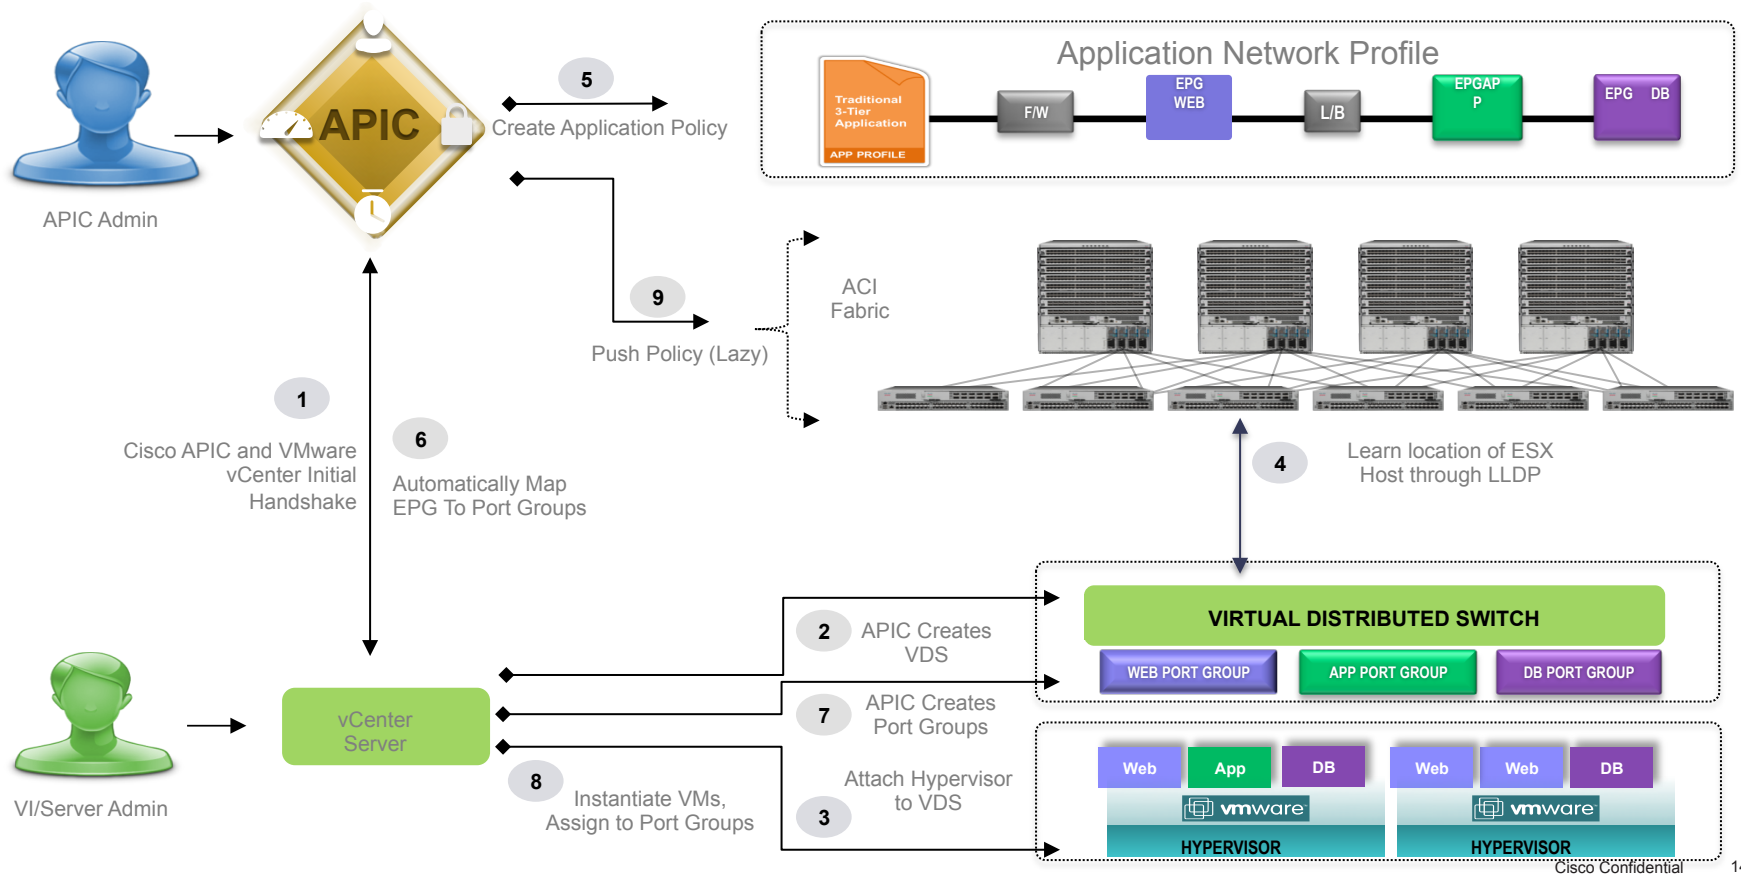 Application Network Profile
Traditional
3-Tier
Application
APP PROFILE
F/W
EPG
WEB
L/B
EPGAP
P
EPG DB
APIC
5
Create Application Policy
APIC Admin
9
Push Policy (Lazy)
ACI
Fabric
1
Cisco APIC and VMware
vCenter Initial
Handshake
6
Automatically Map
EPG To Port Groups
4
Learn location of ESX
Host through LLDP
2
APIC Creates
VDS
VIRTUAL DISTRIBUTED SWITCH
WEB PORT GROUP
APP PORT GROUP
DB PORT GROUP
7
APIC Creates
Port Groups
vCenter
Server
VI/Server Admin
8
Instantiate VMs,
Assign to Port Groups
3
Attach Hypervisor
to VDS
Web
App
DB
Web
Web
DB
vmware
vmware
HYPERVISOR
HYPERVISOR
Cisco Confidential